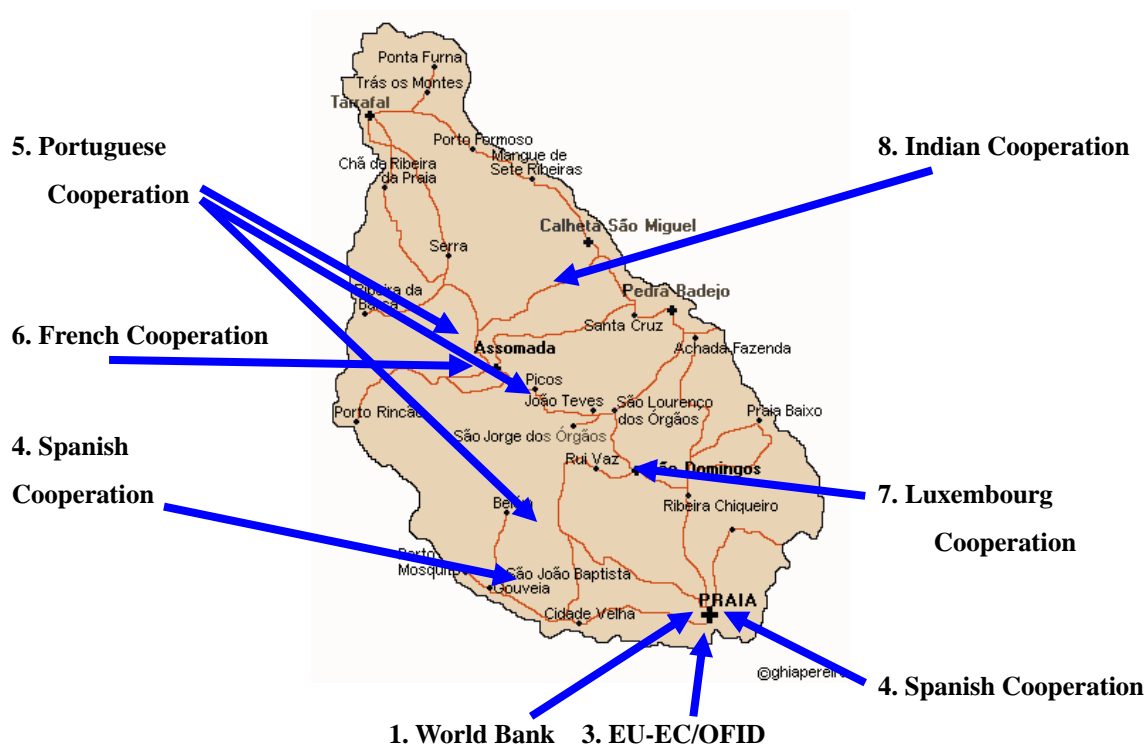 Ponta Furna
Trás os Montes
Tarrafal
5. Portuguese
Cooperation
Porto Formoso
Mangue de
Sete Ribeiras
8. Indian Cooperation
Chã de Ribeira
da Praia
Calheta São Miguel
Serra
Ribeira da
Barca
Pedra Badejo
Santa Cruz
6. French Cooperation
Assomada
Achada Fazenda
Picos
João Teves
São Lourenço
dos Órgãos
Praia Baixo
Porto Rincão
São Jorge dos Órgãos
4. Spanish
Cooperation
Rui Vaz
Domingos
7. Luxembourg
Cooperation
Ribeira Chiqueiro
Porto
Mosquito
São João Baptista
Gouveia
Cidade Velha
PRAIA
©ghiapereir
4. Spanish Cooperation
1. World Bank
3. EU-EC/OFID